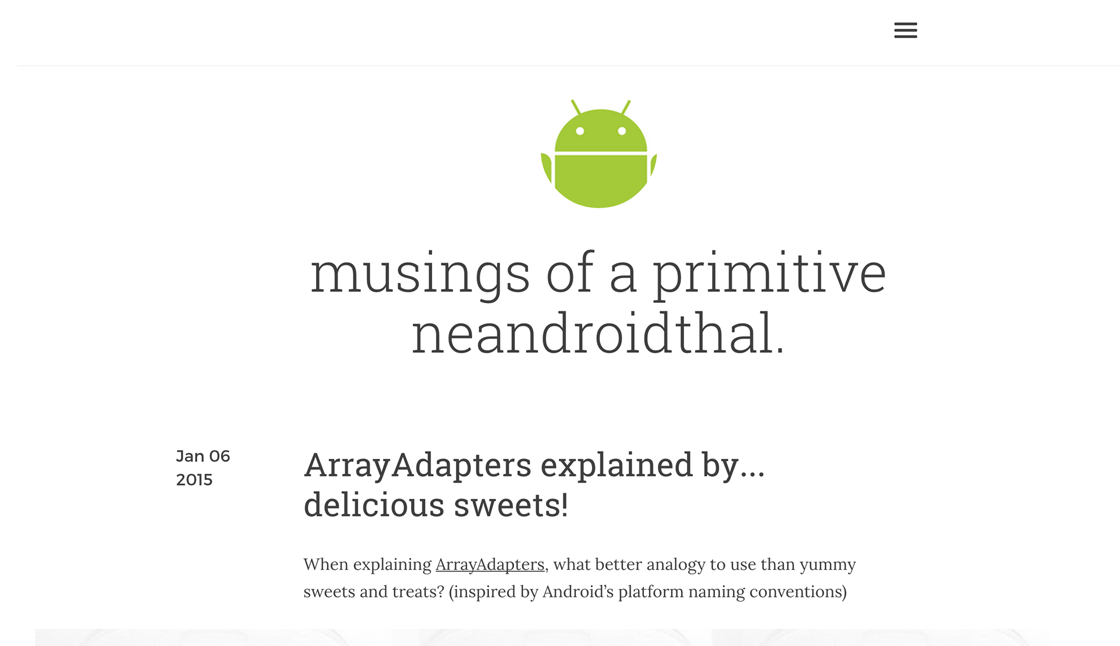 musings of a primitive
neandroidthal.
Jan 06
2015
ArrayAdapters explained by...
delicious sweets!
When explaining ArrayAdapters, what better analogy to use than yummy
sweets and treats? (inspired by Android’s platform naming conventions)